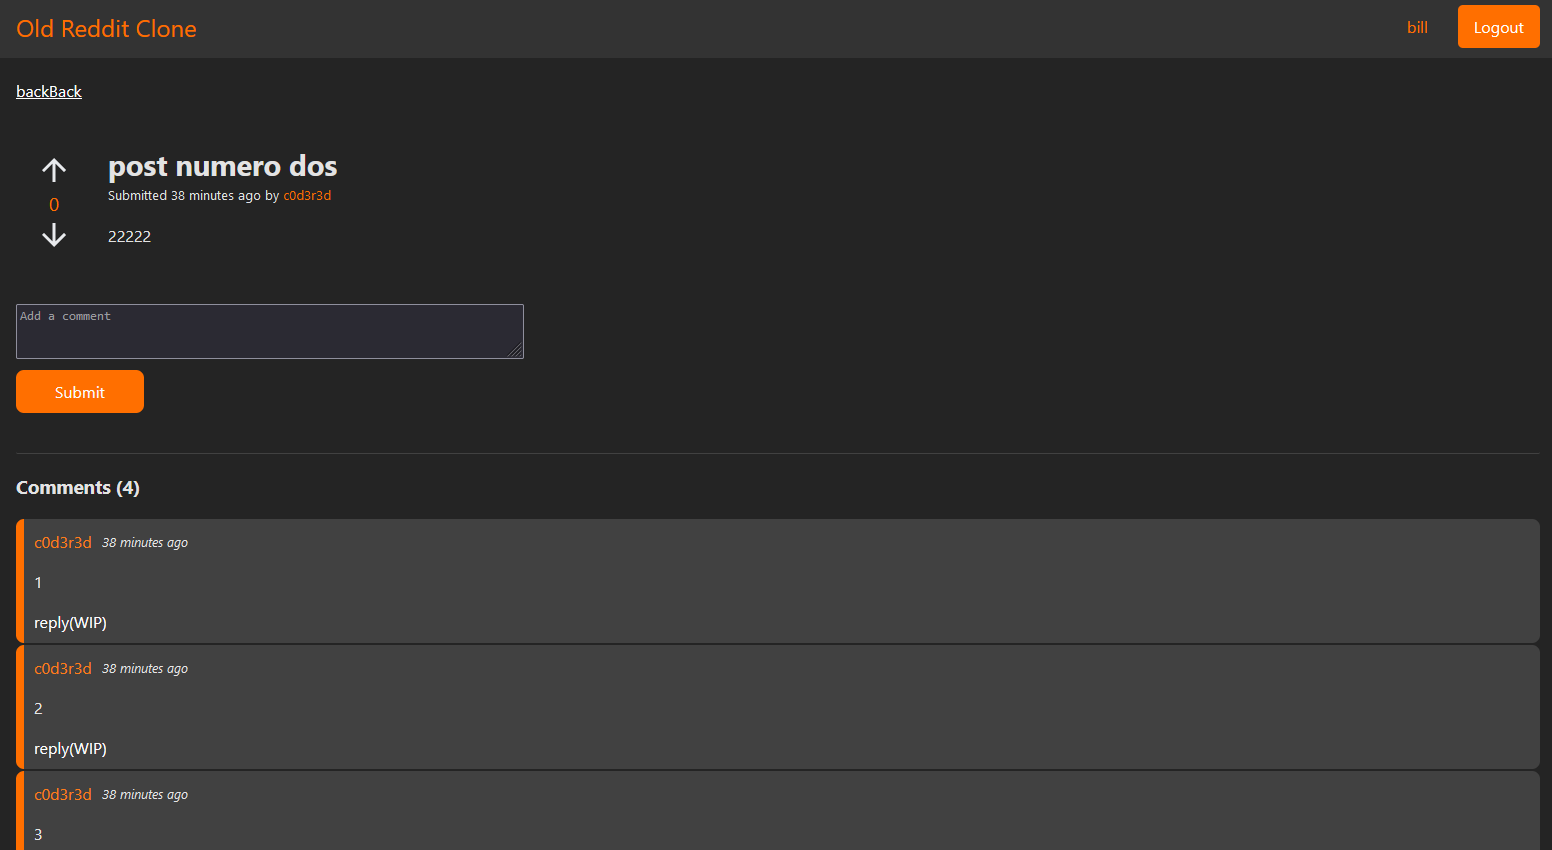 Old Reddit Clone
bill
Logout
backBack
post numero dos
Submitted 38 minutes ago by c0d3r3d
0
22222
Add a comment
Submit
Comments (4)
c0d3r3d 38 minutes ago
1
reply(WIP)
c0d3r3d 38 minutes ago
2
reply(WIP)
c0d3r3d 38 minutes ago
3